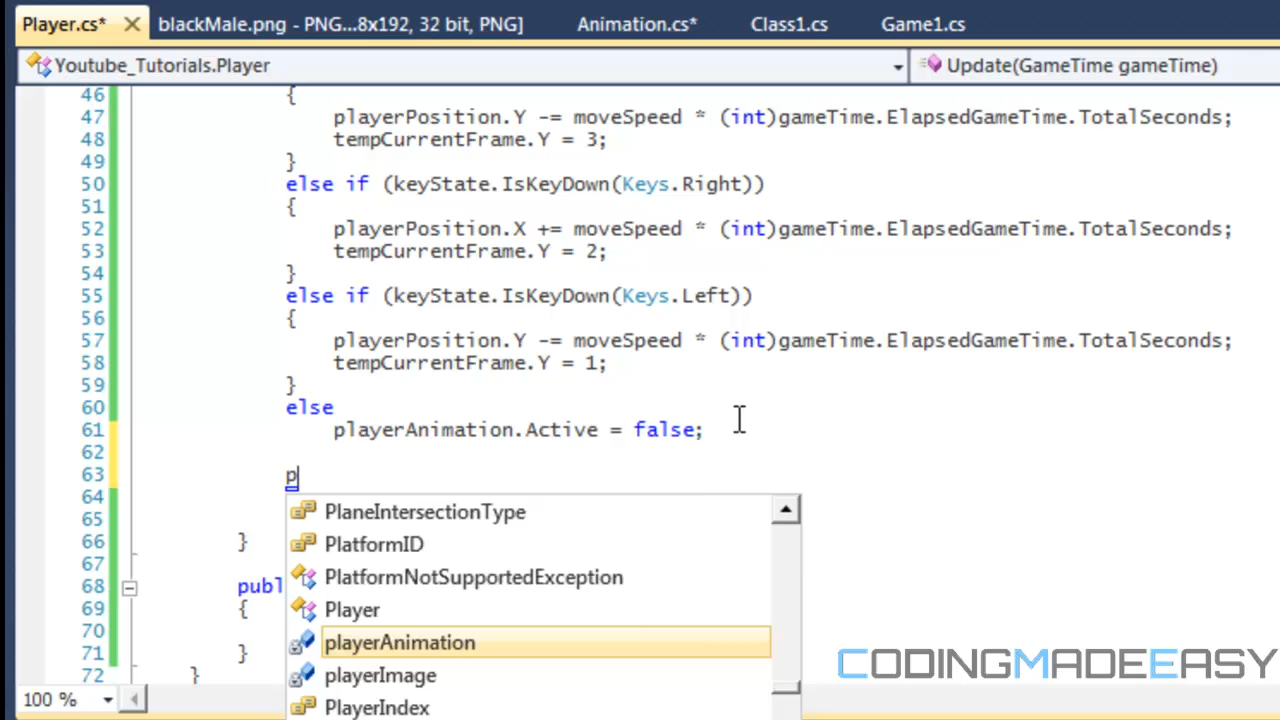 Player.cs* blackMale.png - PNG...8x192, 32 bit, PNG] Animation.cs* Class1.cs Game1.cs
Youtube_Tutorials.Player Update(GameTime gameTime)
46 {
47 playerPosition.Y -= moveSpeed * (int)gameTime.ElapsedGameTime.TotalSeconds;
48 tempCurrentFrame.Y = 3;
49 }
50 else if (keyState.IsKeyDown(Keys.Right))
51 {
52 playerPosition.X += moveSpeed * (int)gameTime.ElapsedGameTime.TotalSeconds;
53 tempCurrentFrame.Y = 2;
54 }
55 else if (keyState.IsKeyDown(Keys.Left))
56 {
57 playerPosition.Y -= moveSpeed * (int)gameTime.ElapsedGameTime.TotalSeconds;
58 tempCurrentFrame.Y = 1;
59 }
60 else
61 playerAnimation.Active = false;
62
63 p
64 PlaneIntersectionType
65 PlatformID
66 } PlatformNotSupportedException
67
68 publ Player
69 {
70 playerAnimation
71 }
72 } playerImage
100 % PlayerIndex
CODINGMADEEASY